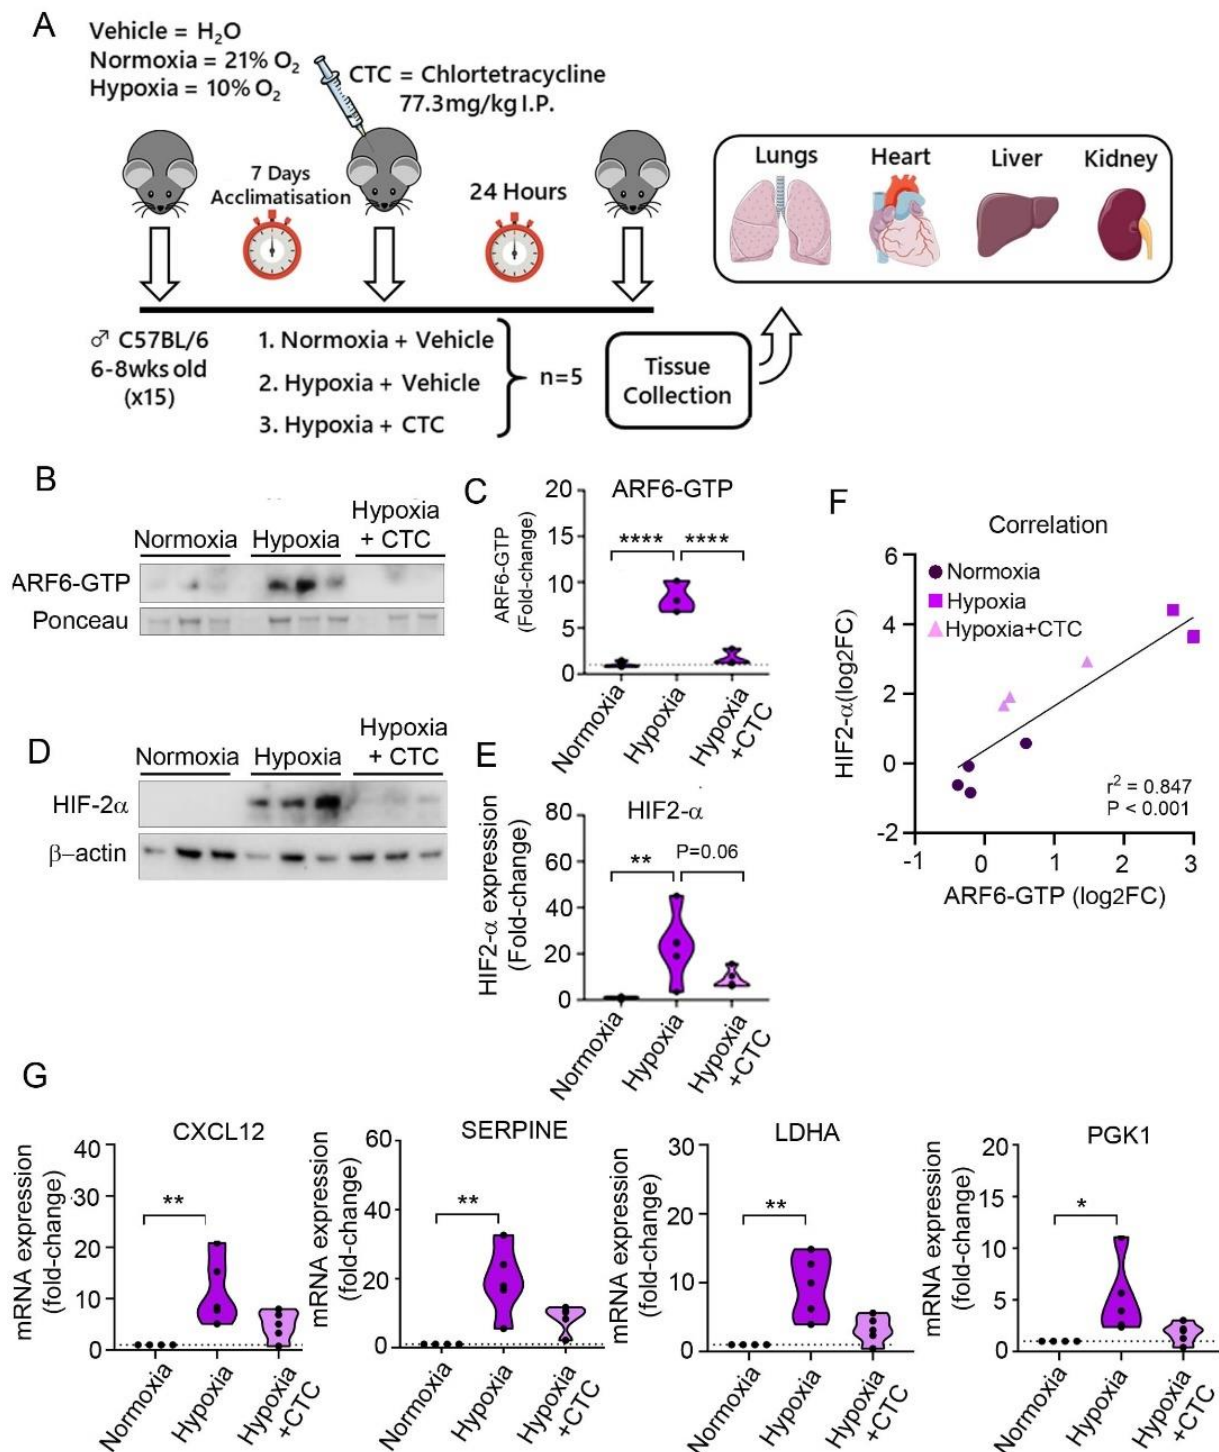 A
Vehicle = H₂O
Normoxia = 21% O₂
Hypoxia = 10% O₂
CTC = Chlortetracycline
77.3mg/kg I.P.
7 Days
Acclimatisation
24 Hours
Lungs Heart Liver Kidney
♂ C57BL/6
6-8wks old
(x15)
1. Normoxia + Vehicle
2. Hypoxia + Vehicle
3. Hypoxia + CTC
n=5
Tissue
Collection
B
Normoxia Hypoxia Hypoxia
+ CTC
ARF6-GTP
Ponceau
C
ARF6-GTP
ARF6-GTP
(Fold-change)
20
15
10
5
0
**** ****
Normoxia
Hypoxia
Hypoxia
+CTC
D
Normoxia Hypoxia Hypoxia
+ CTC
HIF-2α
β-actin
E
HIF2-α
HIF2-α expression
(Fold-change)
80
60
40
20
0
** P=0.06
Normoxia
Hypoxia
Hypoxia
+CTC
F
Correlation
HIF2-α(log2FC)
6
4
2
0
-2
Normoxia
Hypoxia
Hypoxia+CTC
r² = 0.847
P < 0.001
-1 0 1 2 3
ARF6-GTP (log2FC)
G
CXCL12
mRNA expression
(fold-change)
40
30
20
10
0
**
Normoxia
Hypoxia
Hypoxia
+CTC
SERPINE
mRNA expression
(fold-change)
60
40
20
0
**
Normoxia
Hypoxia
Hypoxia
+CTC
LDHA
mRNA expression
(fold-change)
30
20
10
0
**
Normoxia
Hypoxia
Hypoxia
+CTC
PGK1
mRNA expression
(fold-change)
20
15
10
5
0
*
Normoxia
Hypoxia
Hypoxia
+CTC